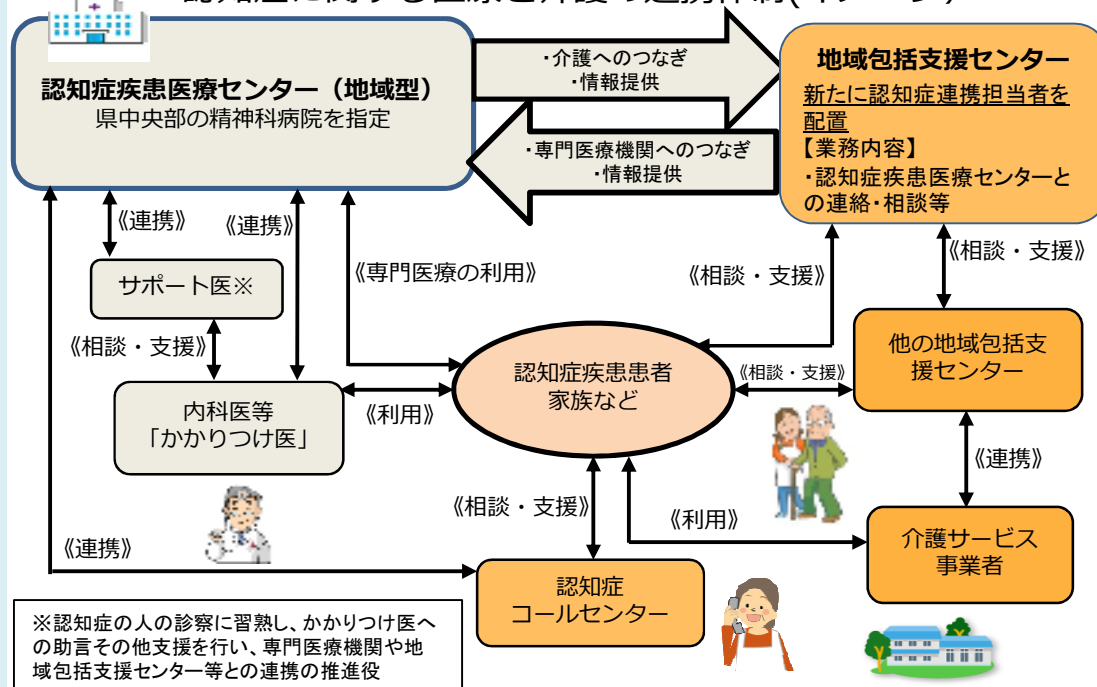 認知症疾患医療センター（地域型）
県中央部の精神科病院を指定
・介護へのつなぎ
・情報提供
・専門医療機関へのつなぎ
・情報提供
地域包括支援センター
新たに認知症連携担当者を
配置
【業務内容】
・認知症疾患医療センターと
の連絡・相談等
《連携》
《連携》
《専門医療の利用》
《相談・支援》
《相談・支援》
サポート医※
《相談・支援》
内科医等
「かかりつけ医」
《利用》
認知症疾患患者
家族など
《相談・支援》
他の地域包括支
援センター
《連携》
《相談・支援》
《利用》
介護サービス
事業者
《連携》
認知症
コールセンター
※認知症の人の診察に習熟し、かかりつけ医へ
の助言その他支援を行い、専門医療機関や地
域包括支援センター等との連携の推進役